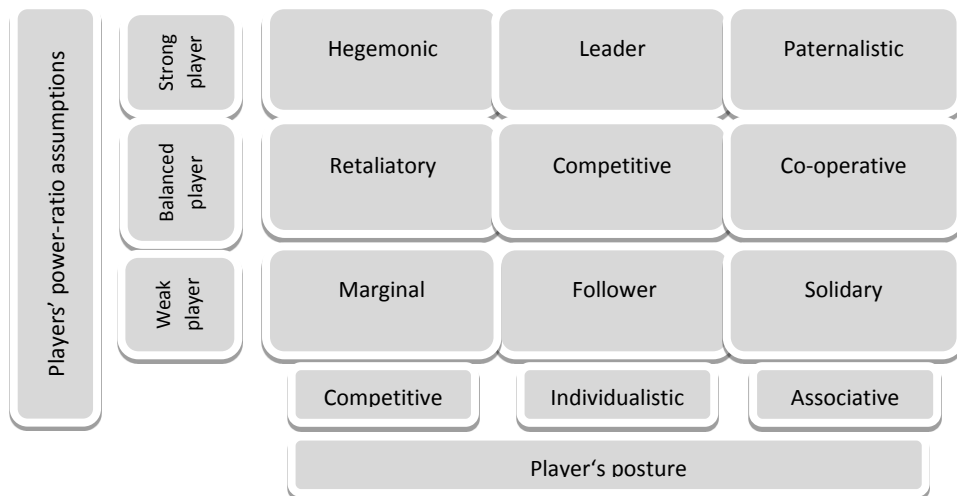 Players' power-ratio assumptions
Strong
player
Hegemonic
Leader
Paternalistic
Balanced
player
Retaliatory
Competitive
Co-operative
Weak
player
Marginal
Follower
Solidary
Competitive
Individualistic
Associative
Player‘s posture